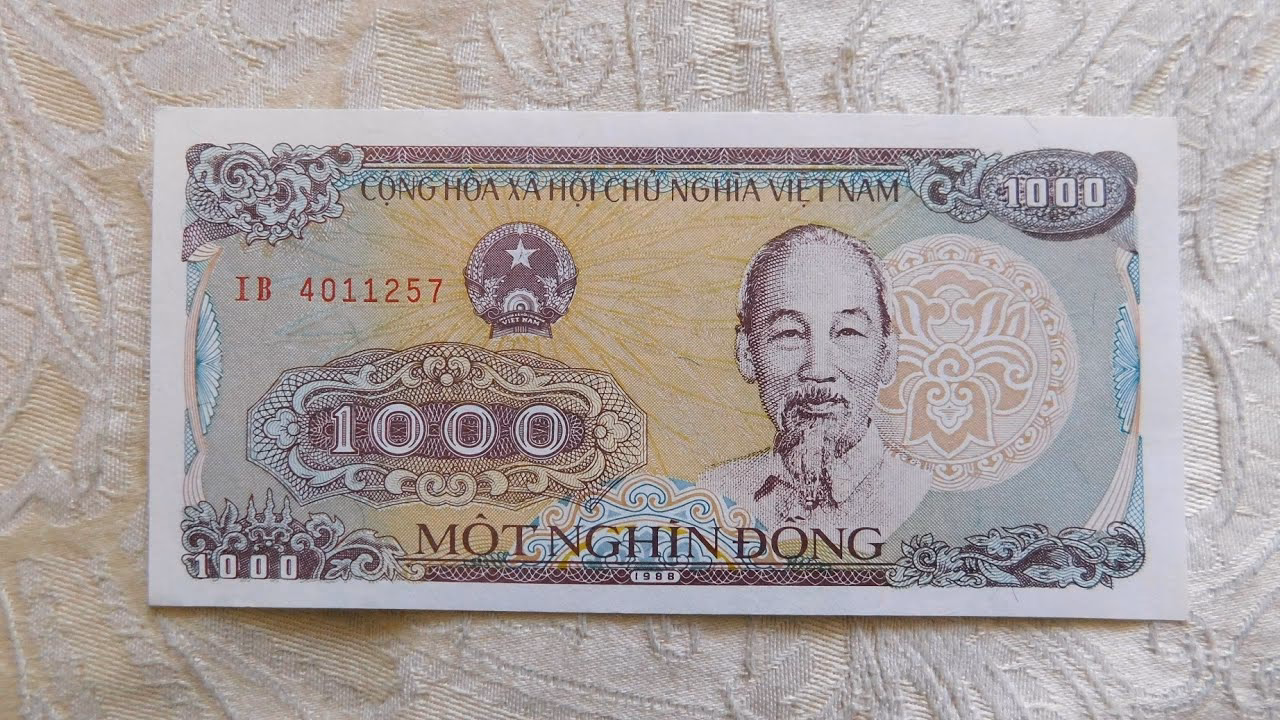 CỘNG HÒA XÃ HỘI CHỦ NGHĨA VIỆT NAM
1000
IB 4011257
VIỆT NAM
1000
MỘT NGHÌN ĐỒNG
1000
1988